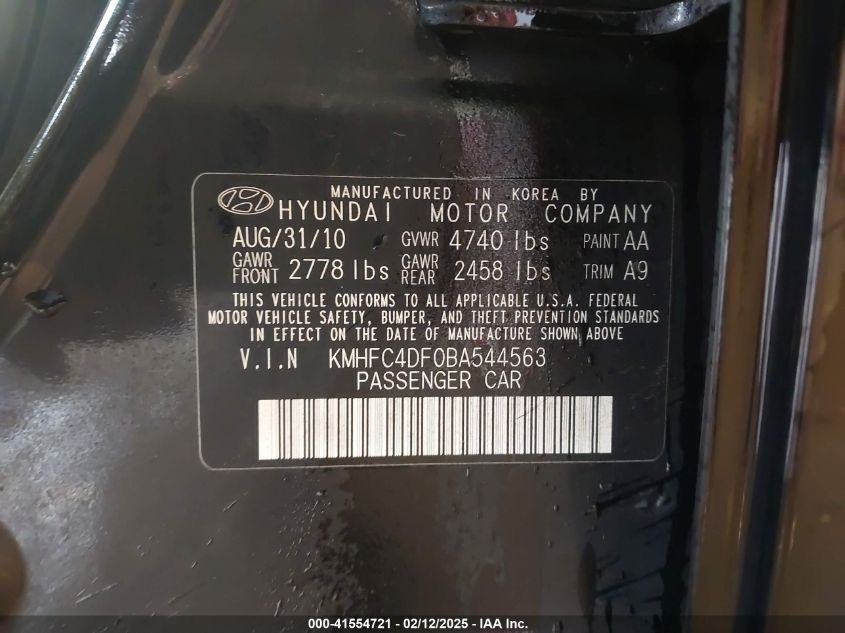 MANUFACTURED IN KOREA BY
HYUNDAI MOTOR COMPANY
AUG/31/10 GVWR 4740 lbs PAINT AA
GAWR FRONT 2778 lbs GAWR REAR 2458 lbs TRIM A9
THIS VEHICLE CONFORMS TO ALL APPLICABLE U.S.A. FEDERAL
MOTOR VEHICLE SAFETY, BUMPER, AND THEFT PREVENTION STANDARDS
IN EFFECT ON THE DATE OF MANUFACTURE SHOWN ABOVE
V.I.N KMHFC4DF0BA544563
PASSENGER CAR
000-41554721 - 02/12/2025 - IAA Inc.